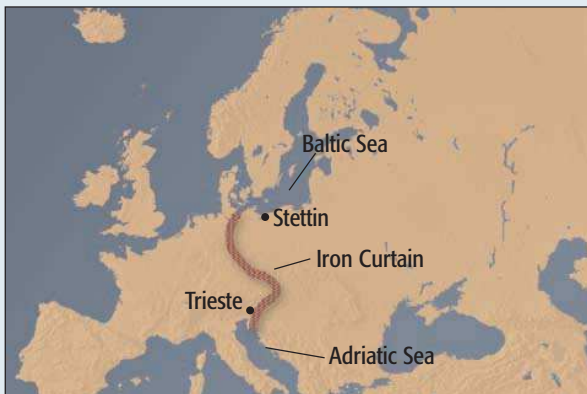 Baltic Sea
Stettin
Iron Curtain
Trieste
Adriatic Sea